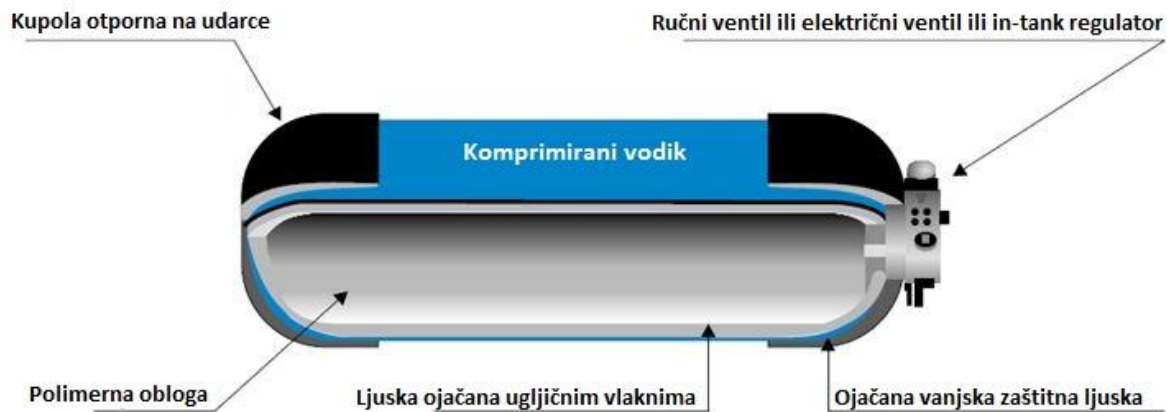 Kupola otporna na udarce
Ručni ventil ili električni ventil ili in-tank regulator
Komprimirani vodik
Polimerna obloga
Ljuska ojačana ugljičnim vlaknima
Ojačana vanjska zaštitna ljuska